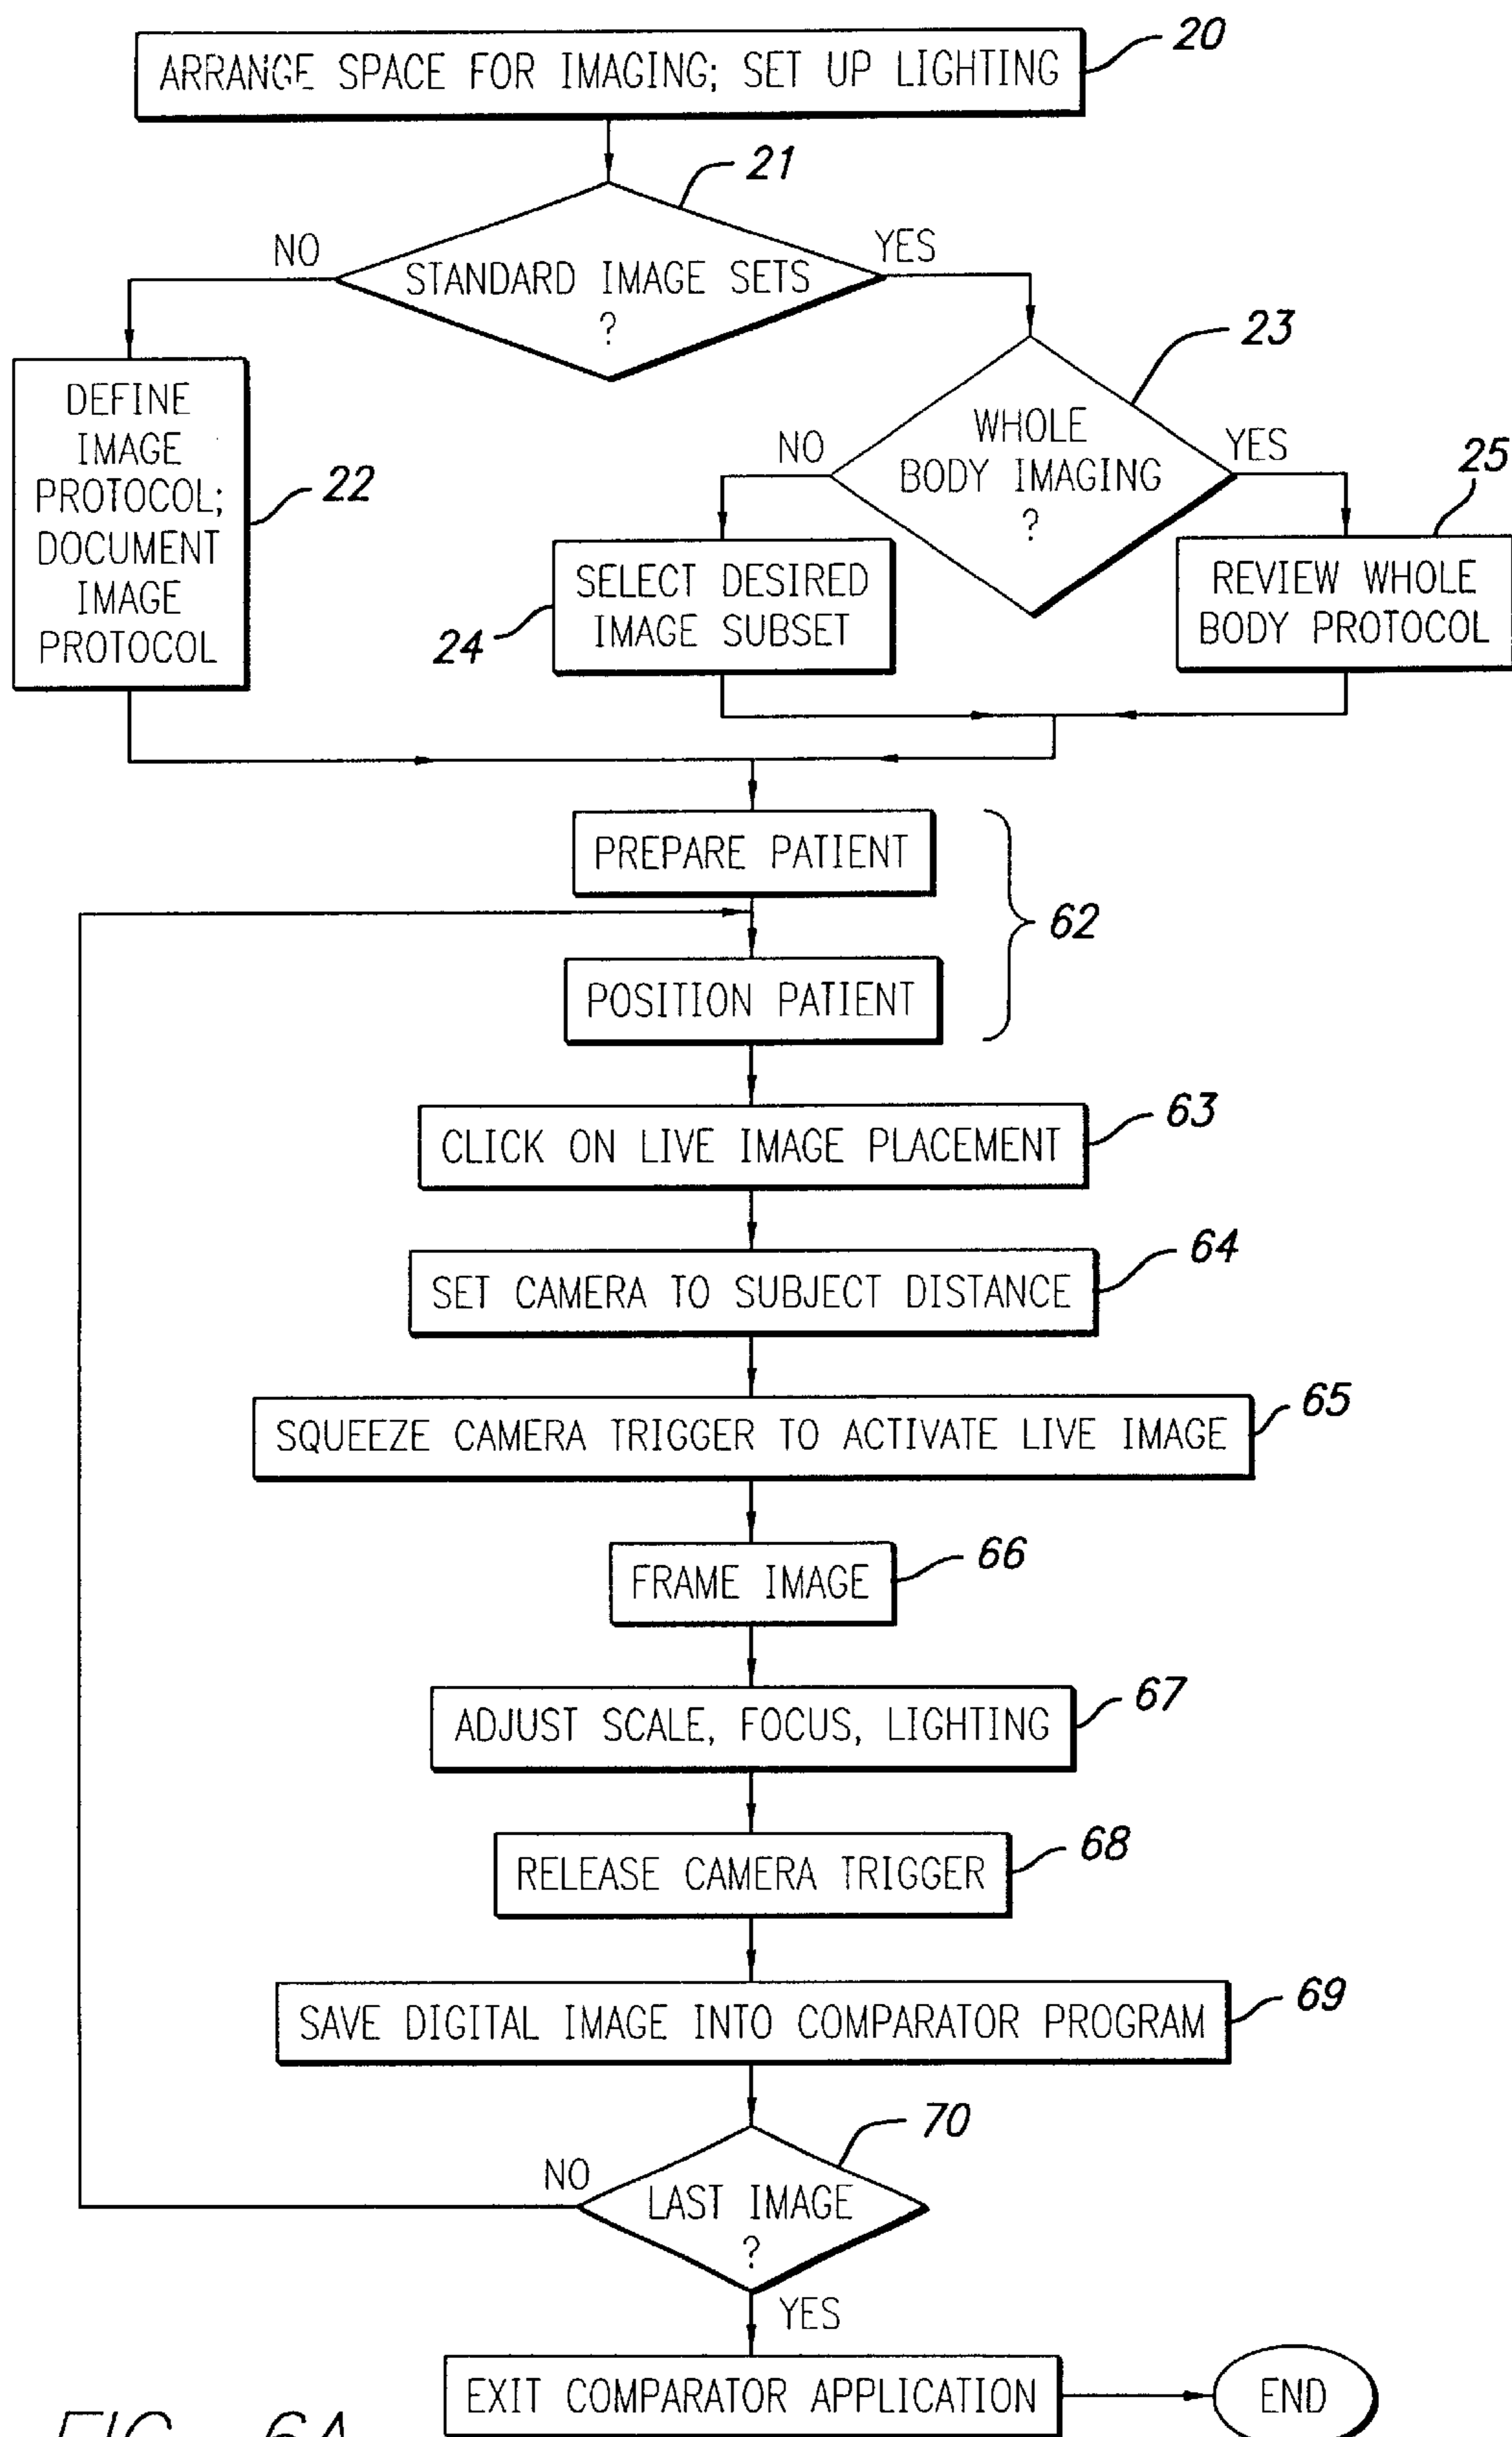 20
ARRANGE SPACE FOR IMAGING; SET UP LIGHTING
21
NO
YES
STANDARD IMAGE SETS
?
23
DEFINE
IMAGE
PROTOCOL;
DOCUMENT
IMAGE
PROTOCOL
22
WHOLE
BODY IMAGING
?
NO
YES
25
SELECT DESIRED
IMAGE SUBSET
24
REVIEW WHOLE
BODY PROTOCOL
PREPARE PATIENT
62
POSITION PATIENT
63
CLICK ON LIVE IMAGE PLACEMENT
64
SET CAMERA TO SUBJECT DISTANCE
65
SQUEEZE CAMERA TRIGGER TO ACTIVATE LIVE IMAGE
66
FRAME IMAGE
67
ADJUST SCALE, FOCUS, LIGHTING
68
RELEASE CAMERA TRIGGER
69
SAVE DIGITAL IMAGE INTO COMPARATOR PROGRAM
70
NO
LAST IMAGE
?
YES
EXIT COMPARATOR APPLICATION
END
FIG. 6A